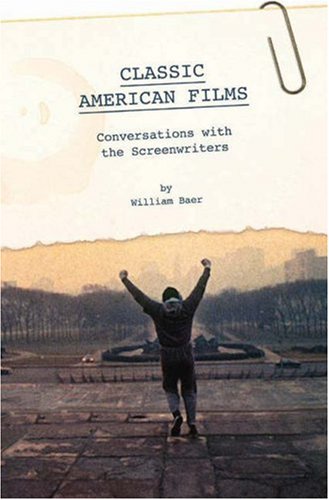 CLASSIC
AMERICAN FILMS
Conversations with
the Screenwriters
by
William Baer